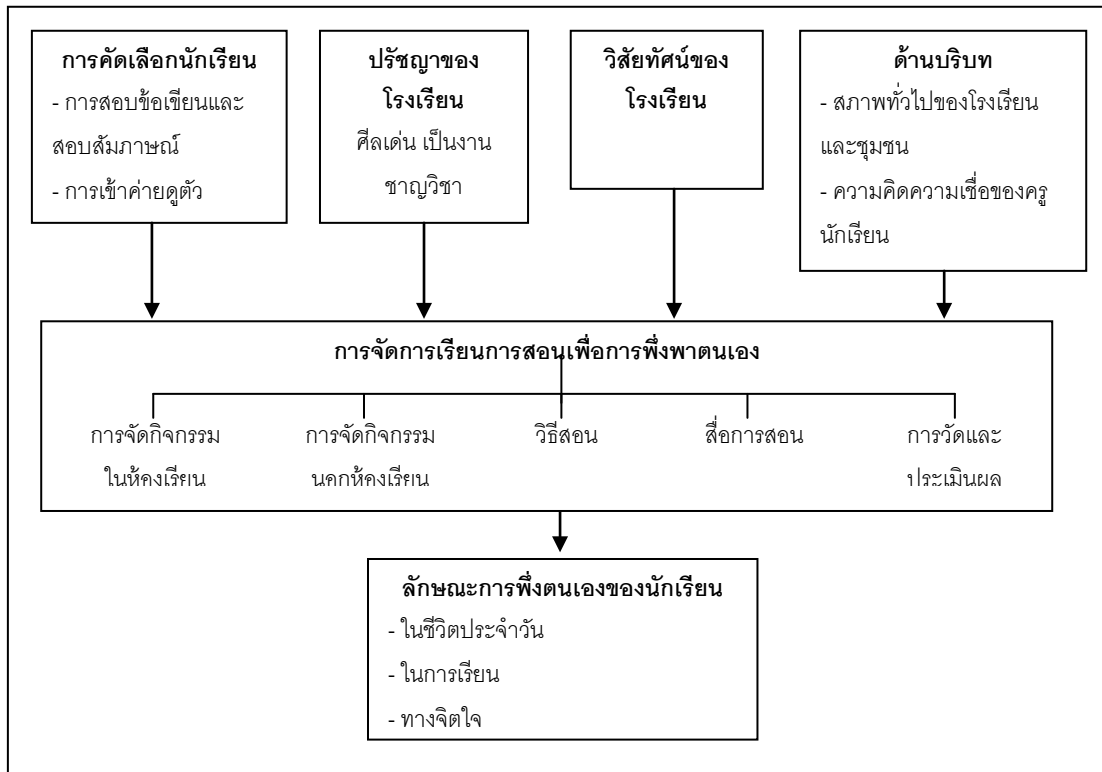 การคัดเลือกนักเรียน
- การสอบข้อเขียนและ
สอบสัมภาษณ์
- การเข้าค่ายดูตัว
ปรัชญาของ
โรงเรียน
ศีลเด่น เป็นงาน
ชาญวิชา
วิสัยทัศน์ของ
โรงเรียน
ด้านบริบท
- สภาพทั่วไปของโรงเรียน
และชุมชน
- ความคิดความเชื่อของครู
นักเรียน
การจัดการเรียนการสอนเพื่อการพึ่งพาตนเอง
การจัดกิจกรรม
ในห้คงเรียน
การจัดกิจกรรม
นคกห้คงเรียน
วิธีสอน
สื่อการสอน
การวัดและ
ประเมินผล
ลักษณะการพึ่งตนเองของนักเรียน
- ในชีวิตประจำวัน
- ในการเรียน
- ทางจิตใจ